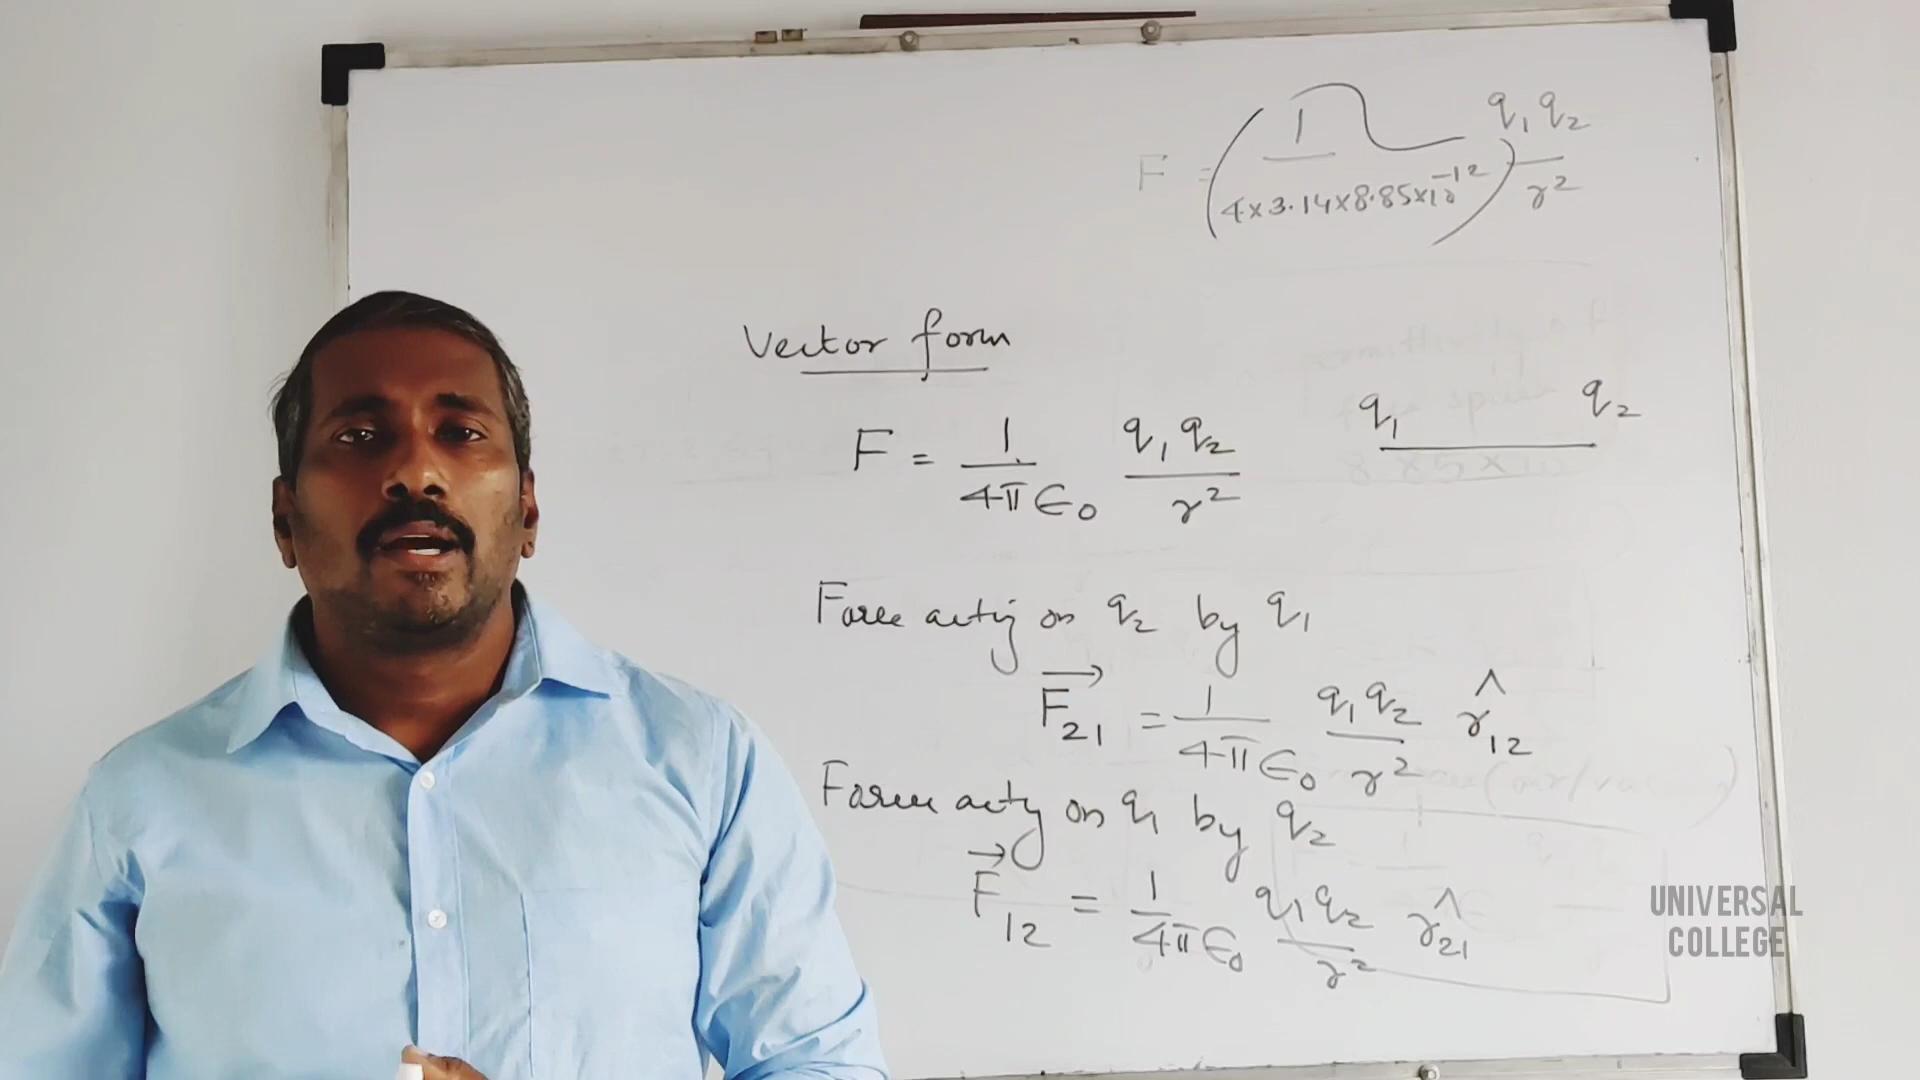 F = ( 1 / 4×3.14×8.85×10⁻¹² ) q₁q₂ / r²
Vector form
F = 1 / 4πϵ₀ q₁q₂ / r²
q₁ q₂
Force acting on q₂ by q₁
F⃗₂₁ = 1 / 4πϵ₀ q₁q₂ / r² r̂₁₂
Force acting on q₁ by q₂
F⃗₁₂ = 1 / 4πϵ₀ q₁q₂ / r² r̂₂₁
UNIVERSAL
COLLEGE